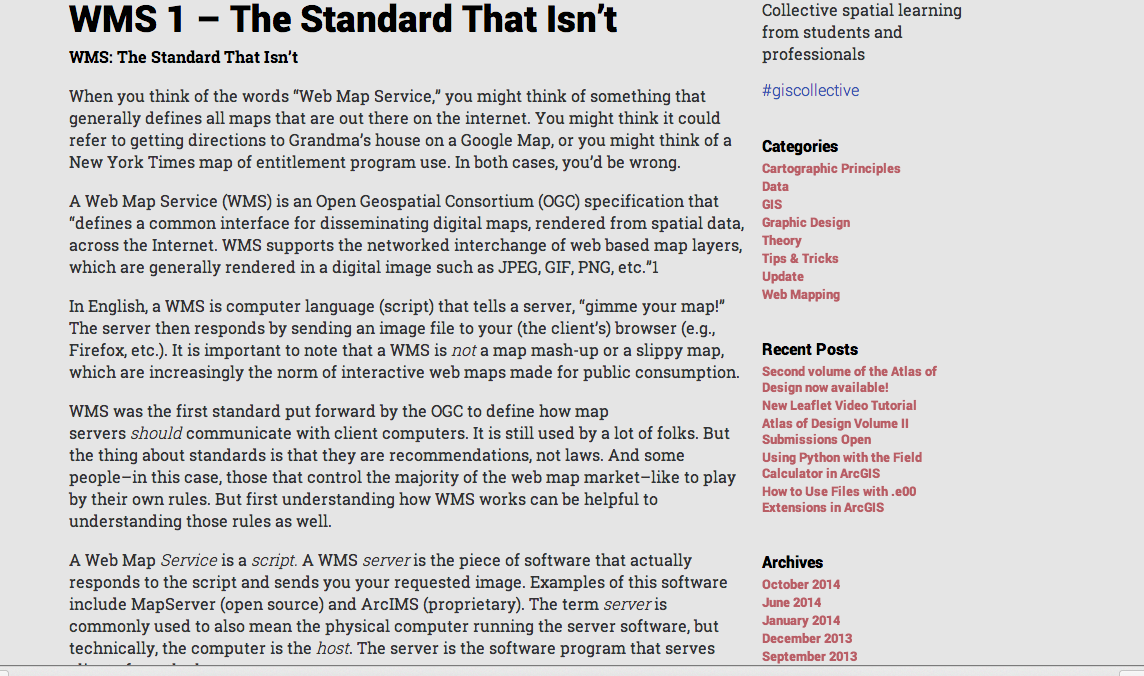 WMS 1 – The Standard That Isn’t
WMS: The Standard That Isn’t
When you think of the words “Web Map Service,” you might think of something that
generally defines all maps that are out there on the internet. You might think it could
refer to getting directions to Grandma’s house on a Google Map, or you might think of a
New York Times map of entitlement program use. In both cases, you’d be wrong.
A Web Map Service (WMS) is an Open Geospatial Consortium (OGC) specification that
“defines a common interface for disseminating digital maps, rendered from spatial data,
across the Internet. WMS supports the networked interchange of web based map layers,
which are generally rendered in a digital image such as JPEG, GIF, PNG, etc.”1
In English, a WMS is computer language (script) that tells a server, “gimme your map!”
The server then responds by sending an image file to your (the client’s) browser (e.g.,
Firefox, etc.). It is important to note that a WMS is not a map mash-up or a slippy map,
which are increasingly the norm of interactive web maps made for public consumption.
WMS was the first standard put forward by the OGC to define how map
servers should communicate with client computers. It is still used by a lot of folks. But
the thing about standards is that they are recommendations, not laws. And some
people–in this case, those that control the majority of the web map market–like to play
by their own rules. But first understanding how WMS works can be helpful to
understanding those rules as well.
A Web Map Service is a script. A WMS server is the piece of software that actually
responds to the script and sends you your requested image. Examples of this software
include MapServer (open source) and ArcIMS (proprietary). The term server is
commonly used to also mean the physical computer running the server software, but
technically, the computer is the host. The server is the software program that serves
Collective spatial learning
from students and
professionals
#giscollective
Categories
Cartographic Principles
Data
GIS
Graphic Design
Theory
Tips & Tricks
Update
Web Mapping
Recent Posts
Second volume of the Atlas of
Design now available!
New Leaflet Video Tutorial
Atlas of Design Volume II
Submissions Open
Using Python with the Field
Calculator in ArcGIS
How to Use Files with .e00
Extensions in ArcGIS
Archives
October 2014
June 2014
January 2014
December 2013
September 2013